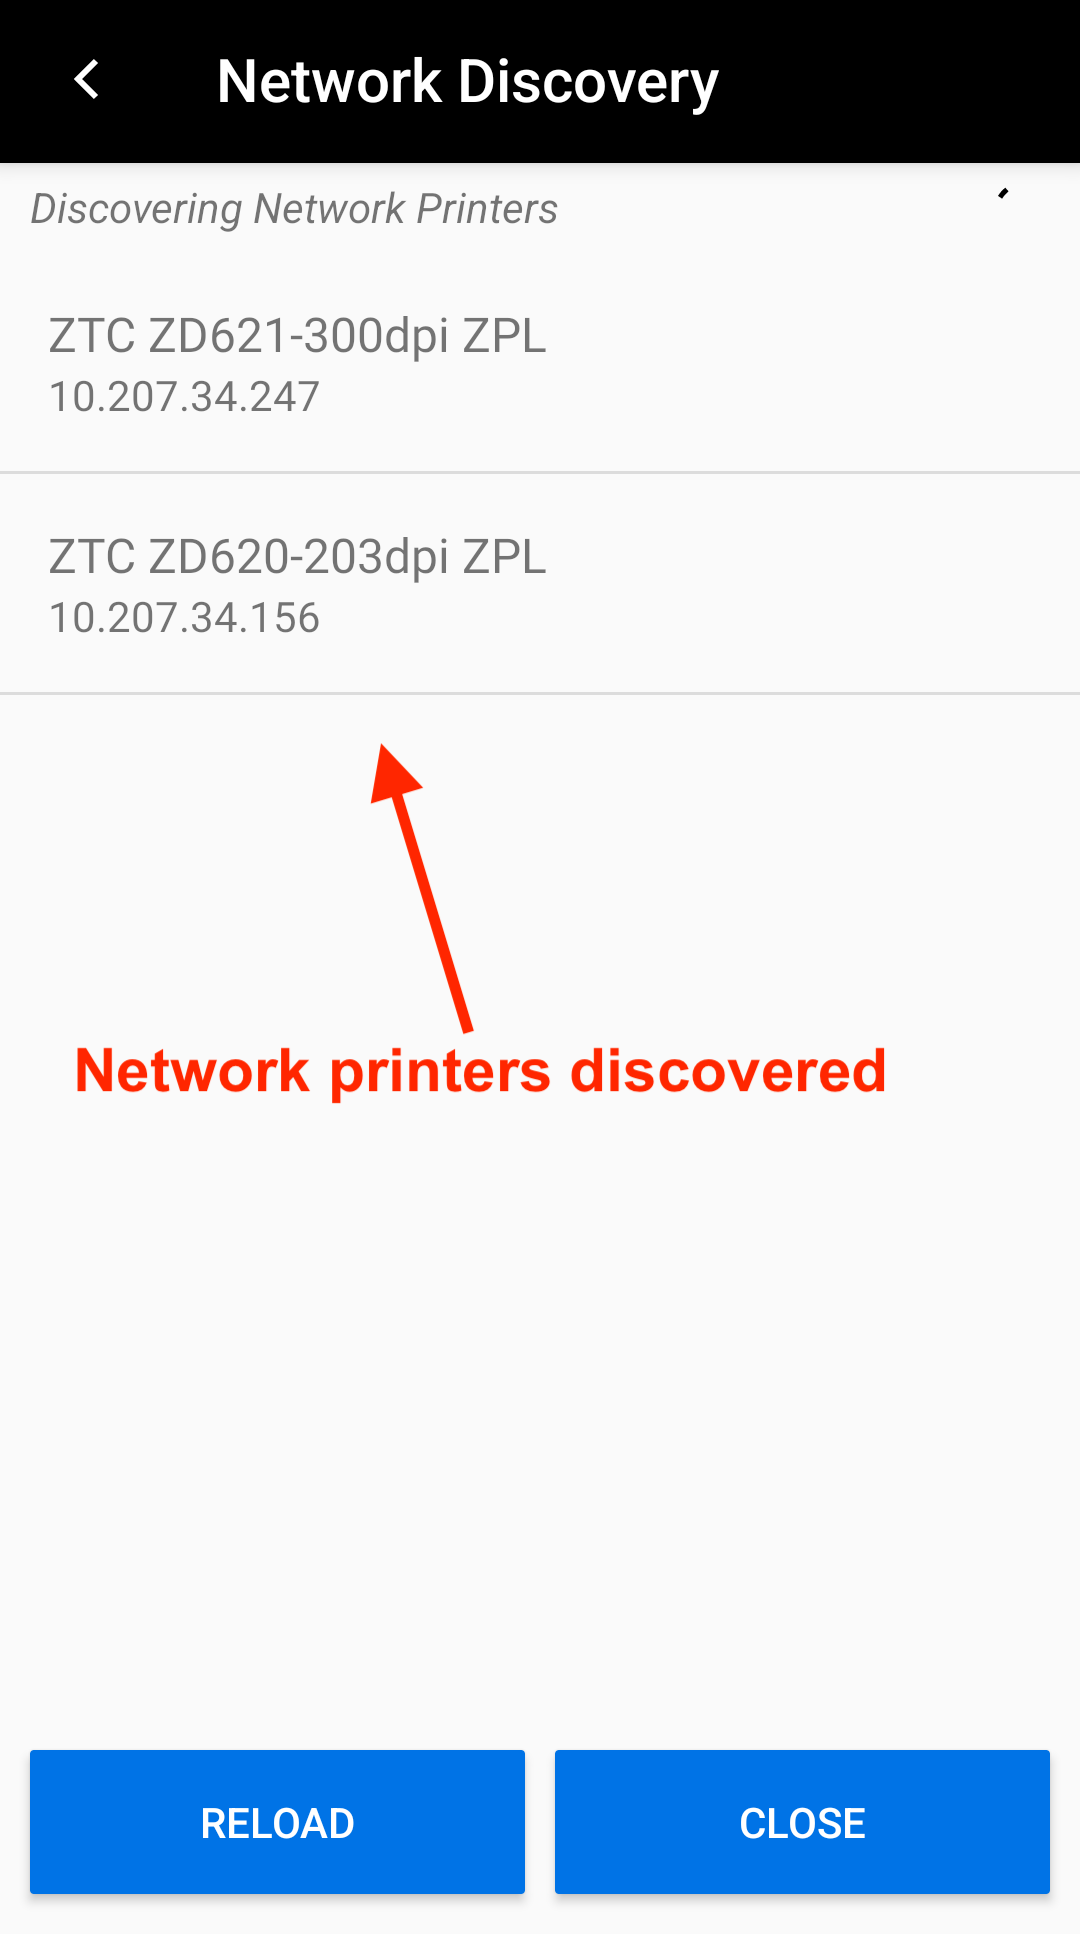 Network Discovery
Discovering Network Printers
ZTC ZD621-300dpi ZPL
10.207.34.247
ZTC ZD620-203dpi ZPL
10.207.34.156
Network printers discovered
RELOAD
CLOSE